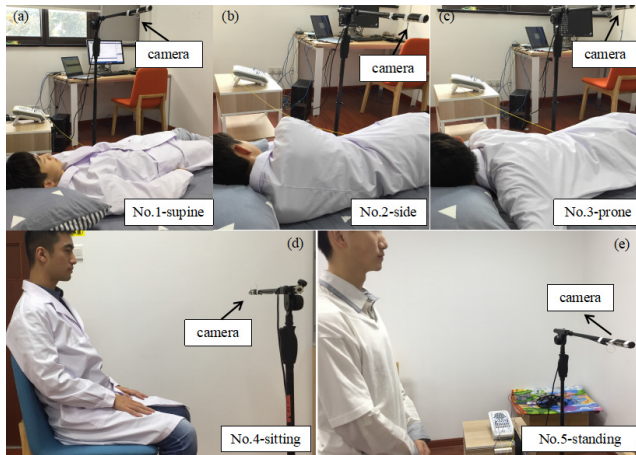 (a)
camera
No.1-supine
(b)
camera
No.2-side
(c)
camera
No.3-prone
(d)
camera
No.4-sitting
(e)
camera
No.5-standing